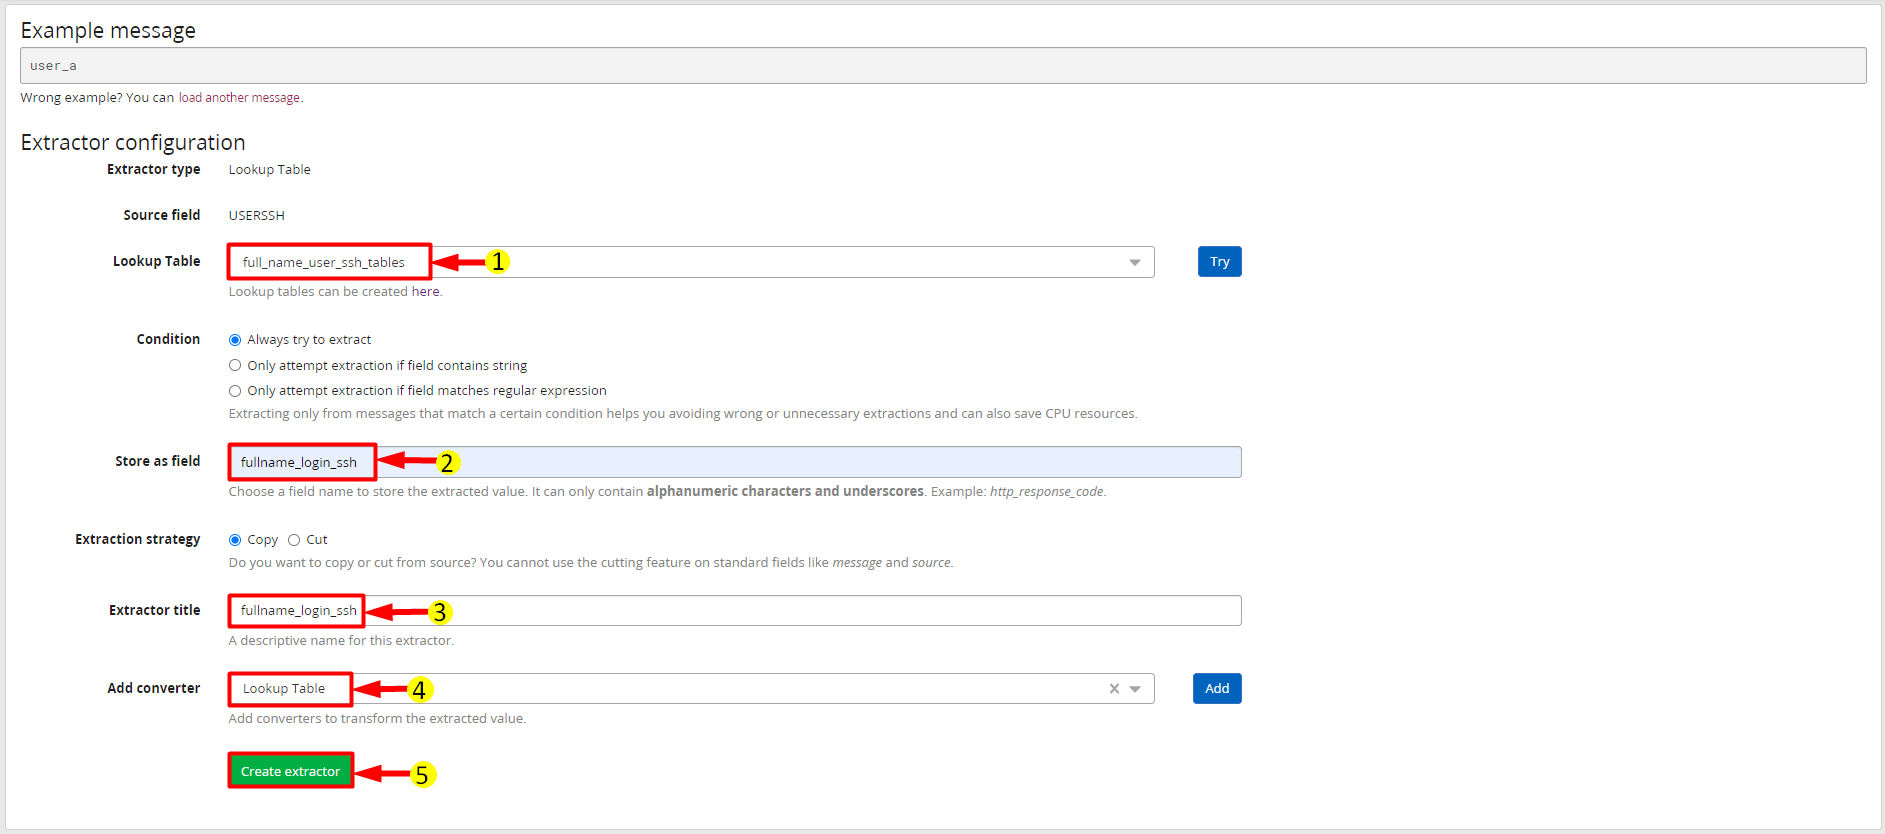 Example message
user_a
Wrong example? You can load another message.
Extractor configuration
Extractor type Lookup Table
Source field USERSSH
Lookup Table full_name_user_ssh_tables 1 Try
Lookup tables can be created here.
Condition Always try to extract
Only attempt extraction if field contains string
Only attempt extraction if field matches regular expression
Extracting only from messages that match a certain condition helps you avoiding wrong or unnecessary extractions and can also save CPU resources.
Store as field fullname_login_ssh 2
Choose a field name to store the extracted value. It can only contain alphanumeric characters and underscores. Example: http_response_code.
Extraction strategy Copy Cut
Do you want to copy or cut from source? You cannot use the cutting feature on standard fields like message and source.
Extractor title fullname_login_ssh 3
A descriptive name for this extractor.
Add converter Lookup Table 4 Add
Add converters to transform the extracted value.
Create extractor 5